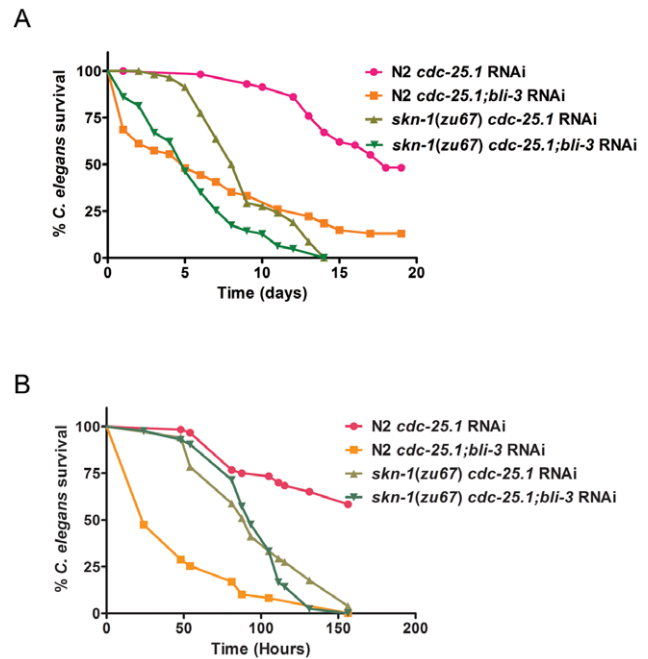 A
100
75
50
25
0
% C. elegans survival
0 5 10 15 20
Time (days)
N2 cdc-25.1 RNAi
N2 cdc-25.1;bli-3 RNAi
skn-1(zu67) cdc-25.1 RNAi
skn-1(zu67) cdc-25.1;bli-3 RNAi
B
100
75
50
25
0
% C. elegans survival
0 50 100 150 200
Time (Hours)
N2 cdc-25.1 RNAi
N2 cdc-25.1;bli-3 RNAi
skn-1(zu67) cdc-25.1 RNAi
skn-1(zu67) cdc-25.1;bli-3 RNAi